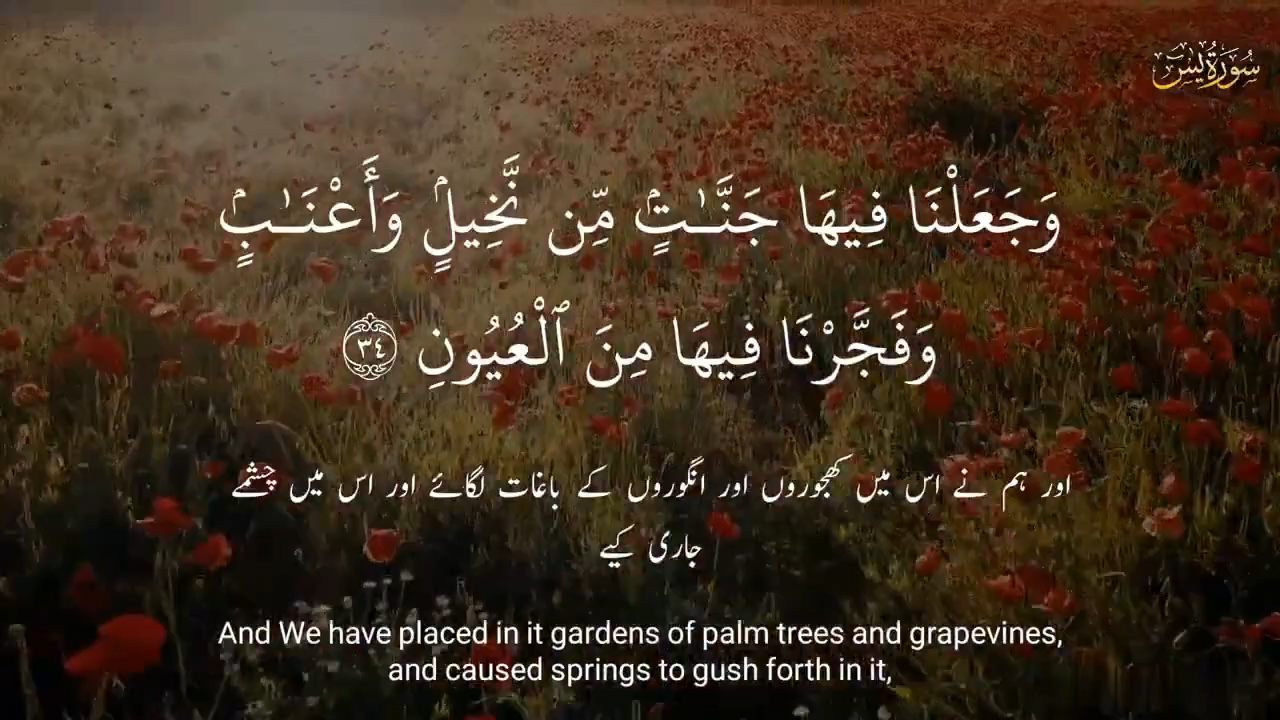 سُورَةُ يسٓ
وَجَعَلْنَا فِيهَا جَنَّـٰتٍۢ مِّن نَّخِيلٍۢ وَأَعْنَـٰبٍۢ
وَفَجَّرْنَا فِيهَا مِنَ ٱلْعُيُونِ ٣٤
اور ہم نے اس میں کھجوروں اور انگوروں کے باغات لگائے اور اس میں چشمے
جاری کیے
And We have placed in it gardens of palm trees and grapevines,
and caused springs to gush forth in it,